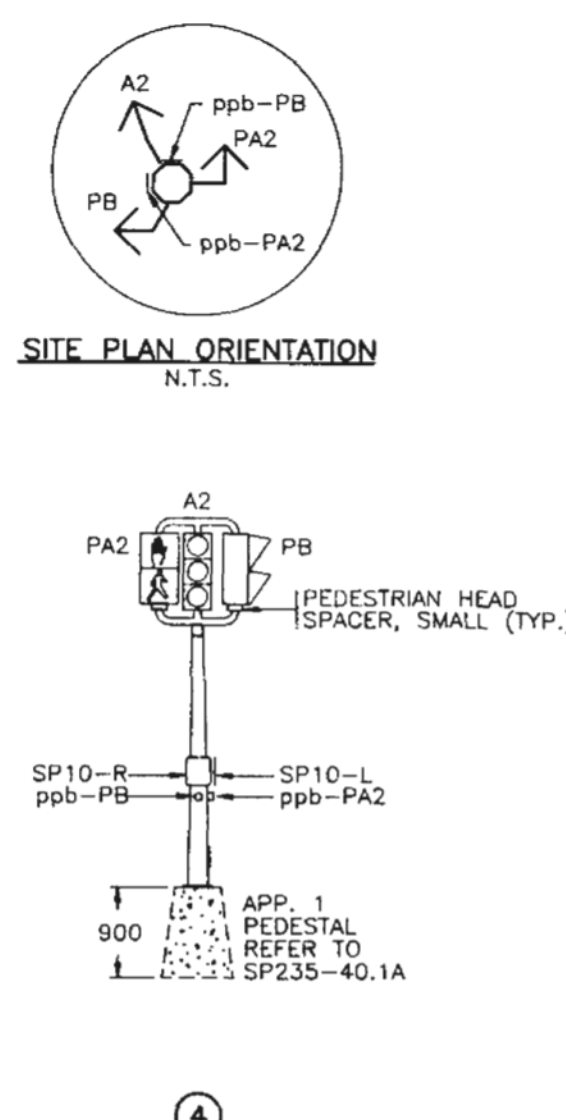 A2
ppb-PB
PA2
PB
ppb-PA2
SITE PLAN ORIENTATION
N.T.S.
A2
PA2
PB
PEDESTRIAN HEAD
SPACER, SMALL (TYP.)
SP10-R
SP10-L
ppb-PB
ppb-PA2
900
APP. 1
PEDESTAL
REFER TO
SP235-40.1A
4